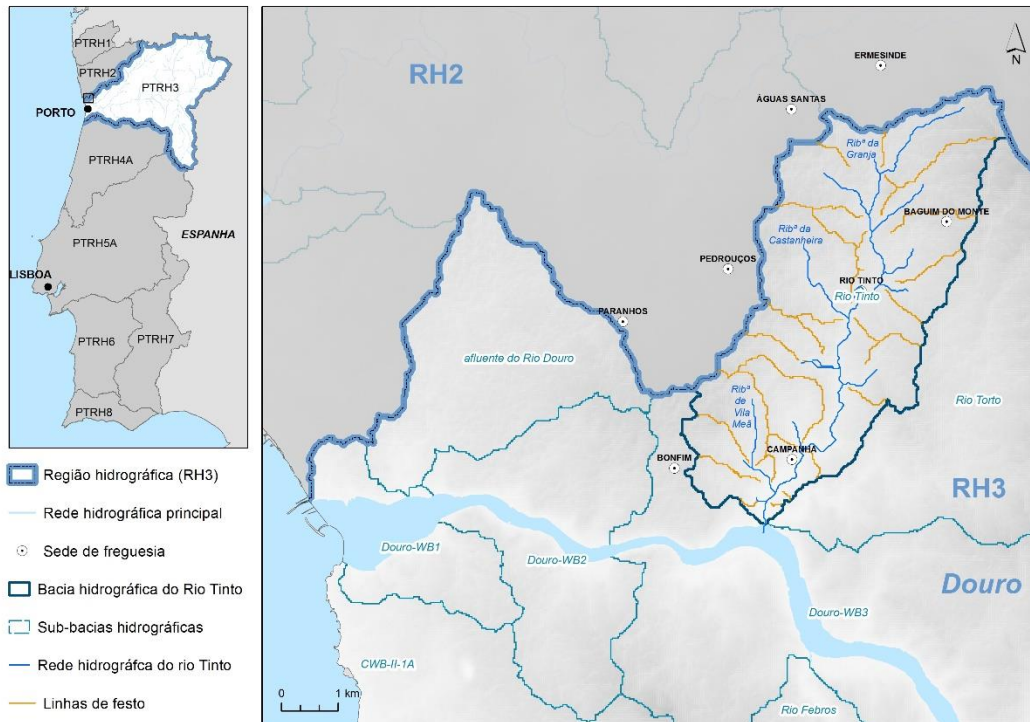 PTRH1
PTRH2
PTRH3
PORTO
PTRH4A
ESPANHA
PTRH5A
LISBOA
PTRH6
PTRH7
PTRH8
Região hidrográfica (RH3)
Rede hidrográfica principal
Sede de freguesia
Bacia hidrográfica do Rio Tinto
Sub-bacias hidrográficas
Rede hidrográfca do rio Tinto
Linhas de festo
N
ERMESINDE
RH2
ÁGUAS SANTAS
Ribª da
Granja
BAGUIM DO MONTE
Ribª da
Castanheira
PEDROUÇOS
RIO TINTO
Rio Tinto
PARANHOS
afluente do Rio Douro
Ribª
de
Vila
Meã
Rio Torto
CAMPANHÃ
BONFIM
RH3
Douro-WB1
Douro-WB2
Douro
Douro-WB3
CWB-II-1A
0 1 km
Rio Febros